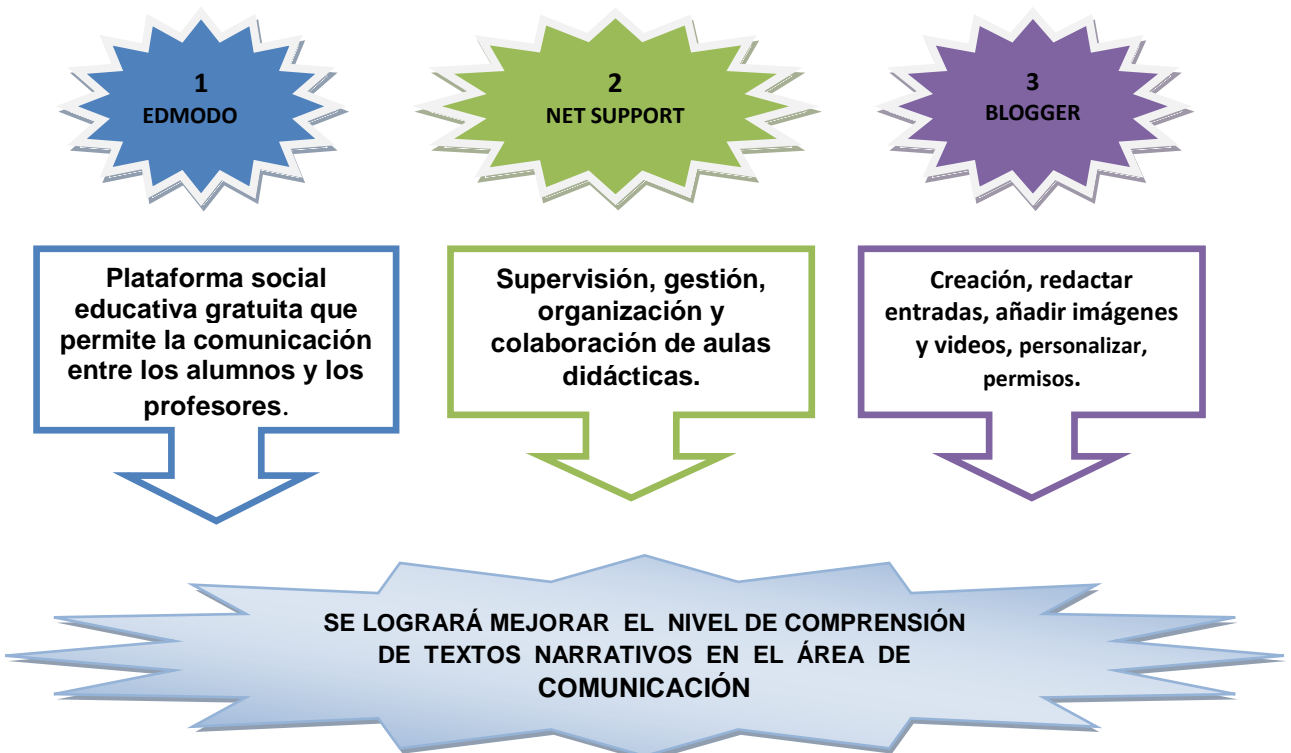 1
EDMODO
2
NET SUPPORT
3
BLOGGER
Plataforma social
educativa gratuita que
permite la comunicación
entre los alumnos y los
profesores.
Supervisión, gestión,
organización y
colaboración de aulas
didácticas.
Creación, redactar
entradas, añadir imágenes
y videos, personalizar,
permisos.
SE LOGRARÁ MEJORAR EL NIVEL DE COMPRENSIÓN
DE TEXTOS NARRATIVOS EN EL ÁREA DE
COMUNICACIÓN